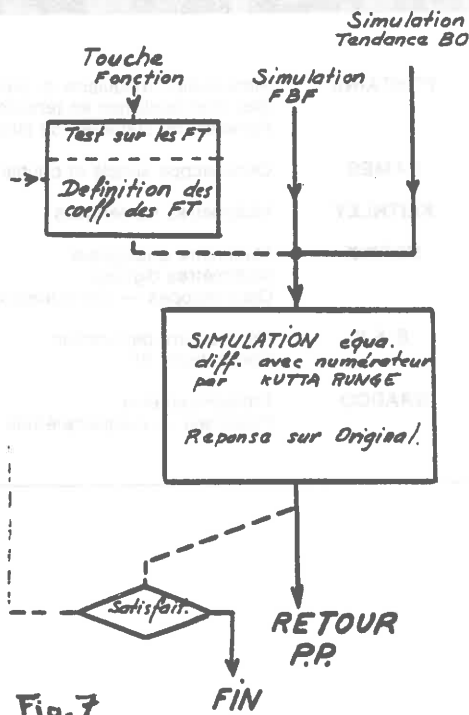 Simulation
Tendance BO
Touche
Fonction
Simulation
FBF
Test sur les FT
Definition des
coeff. des FT
SIMULATION équa.
diff. avec numérateur
par KUTTA RUNGE
Reponse sur Original.
Satisfait.
RETOUR
P.P.
FIN
Fig. 7